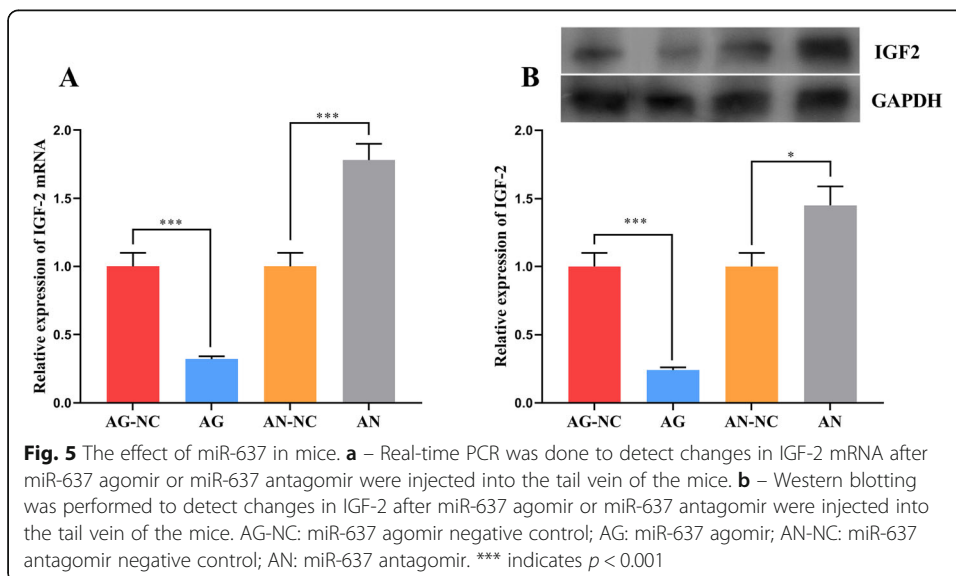 A
Relative expression of IGF-2 mRNA
2.0
1.5
1.0
0.5
0.0
***
***
AG-NC AG AN-NC AN
B
IGF2
GAPDH
Relative expression of IGF-2
2.0
1.5
1.0
0.5
0.0
***
*
AG-NC AG AN-NC AN
Fig. 5 The effect of miR-637 in mice. a – Real-time PCR was done to detect changes in IGF-2 mRNA after
miR-637 agomir or miR-637 antagomir were injected into the tail vein of the mice. b – Western blotting
was performed to detect changes in IGF-2 after miR-637 agomir or miR-637 antagomir were injected into
the tail vein of the mice. AG-NC: miR-637 agomir negative control; AG: miR-637 agomir; AN-NC: miR-637
antagomir negative control; AN: miR-637 antagomir. *** indicates p < 0.001